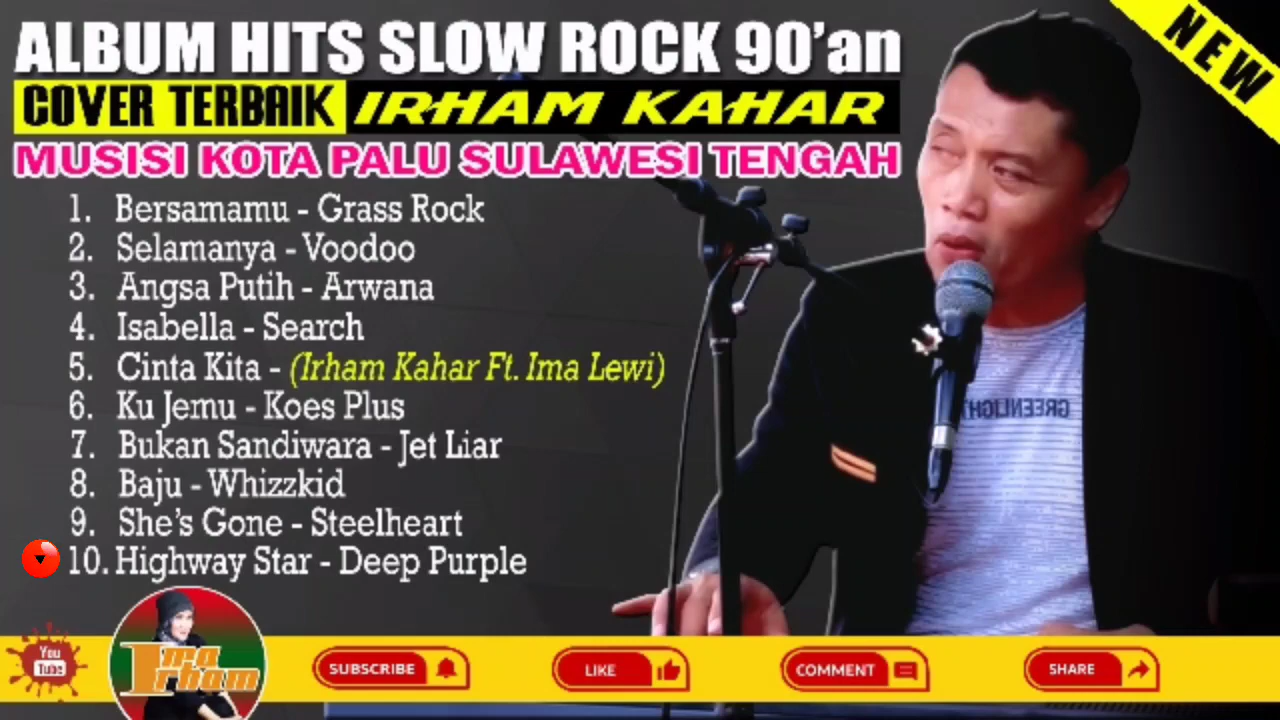 ALBUM HITS SLOW ROCK 90'an
NEW
COVER TERBAIK IRHAM KAHAR
MUSISI KOTA PALU SULAWESI TENGAH
1. Bersamamu - Grass Rock
2. Selamanya - Voodoo
3. Angsa Putih - Arwana
4. Isabella - Search
5. Cinta Kita - (Irham Kahar Ft. Ima Lewi)
6. Ku Jemu - Koes Plus
7. Bukan Sandiwara - Jet Liar
8. Baju - Whizzkid
9. She's Gone - Steelheart
10. Highway Star - Deep Purple
GREENLIGHT
You
Tube
Ima
Irham
SUBSCRIBE
LIKE
COMMENT
SHARE